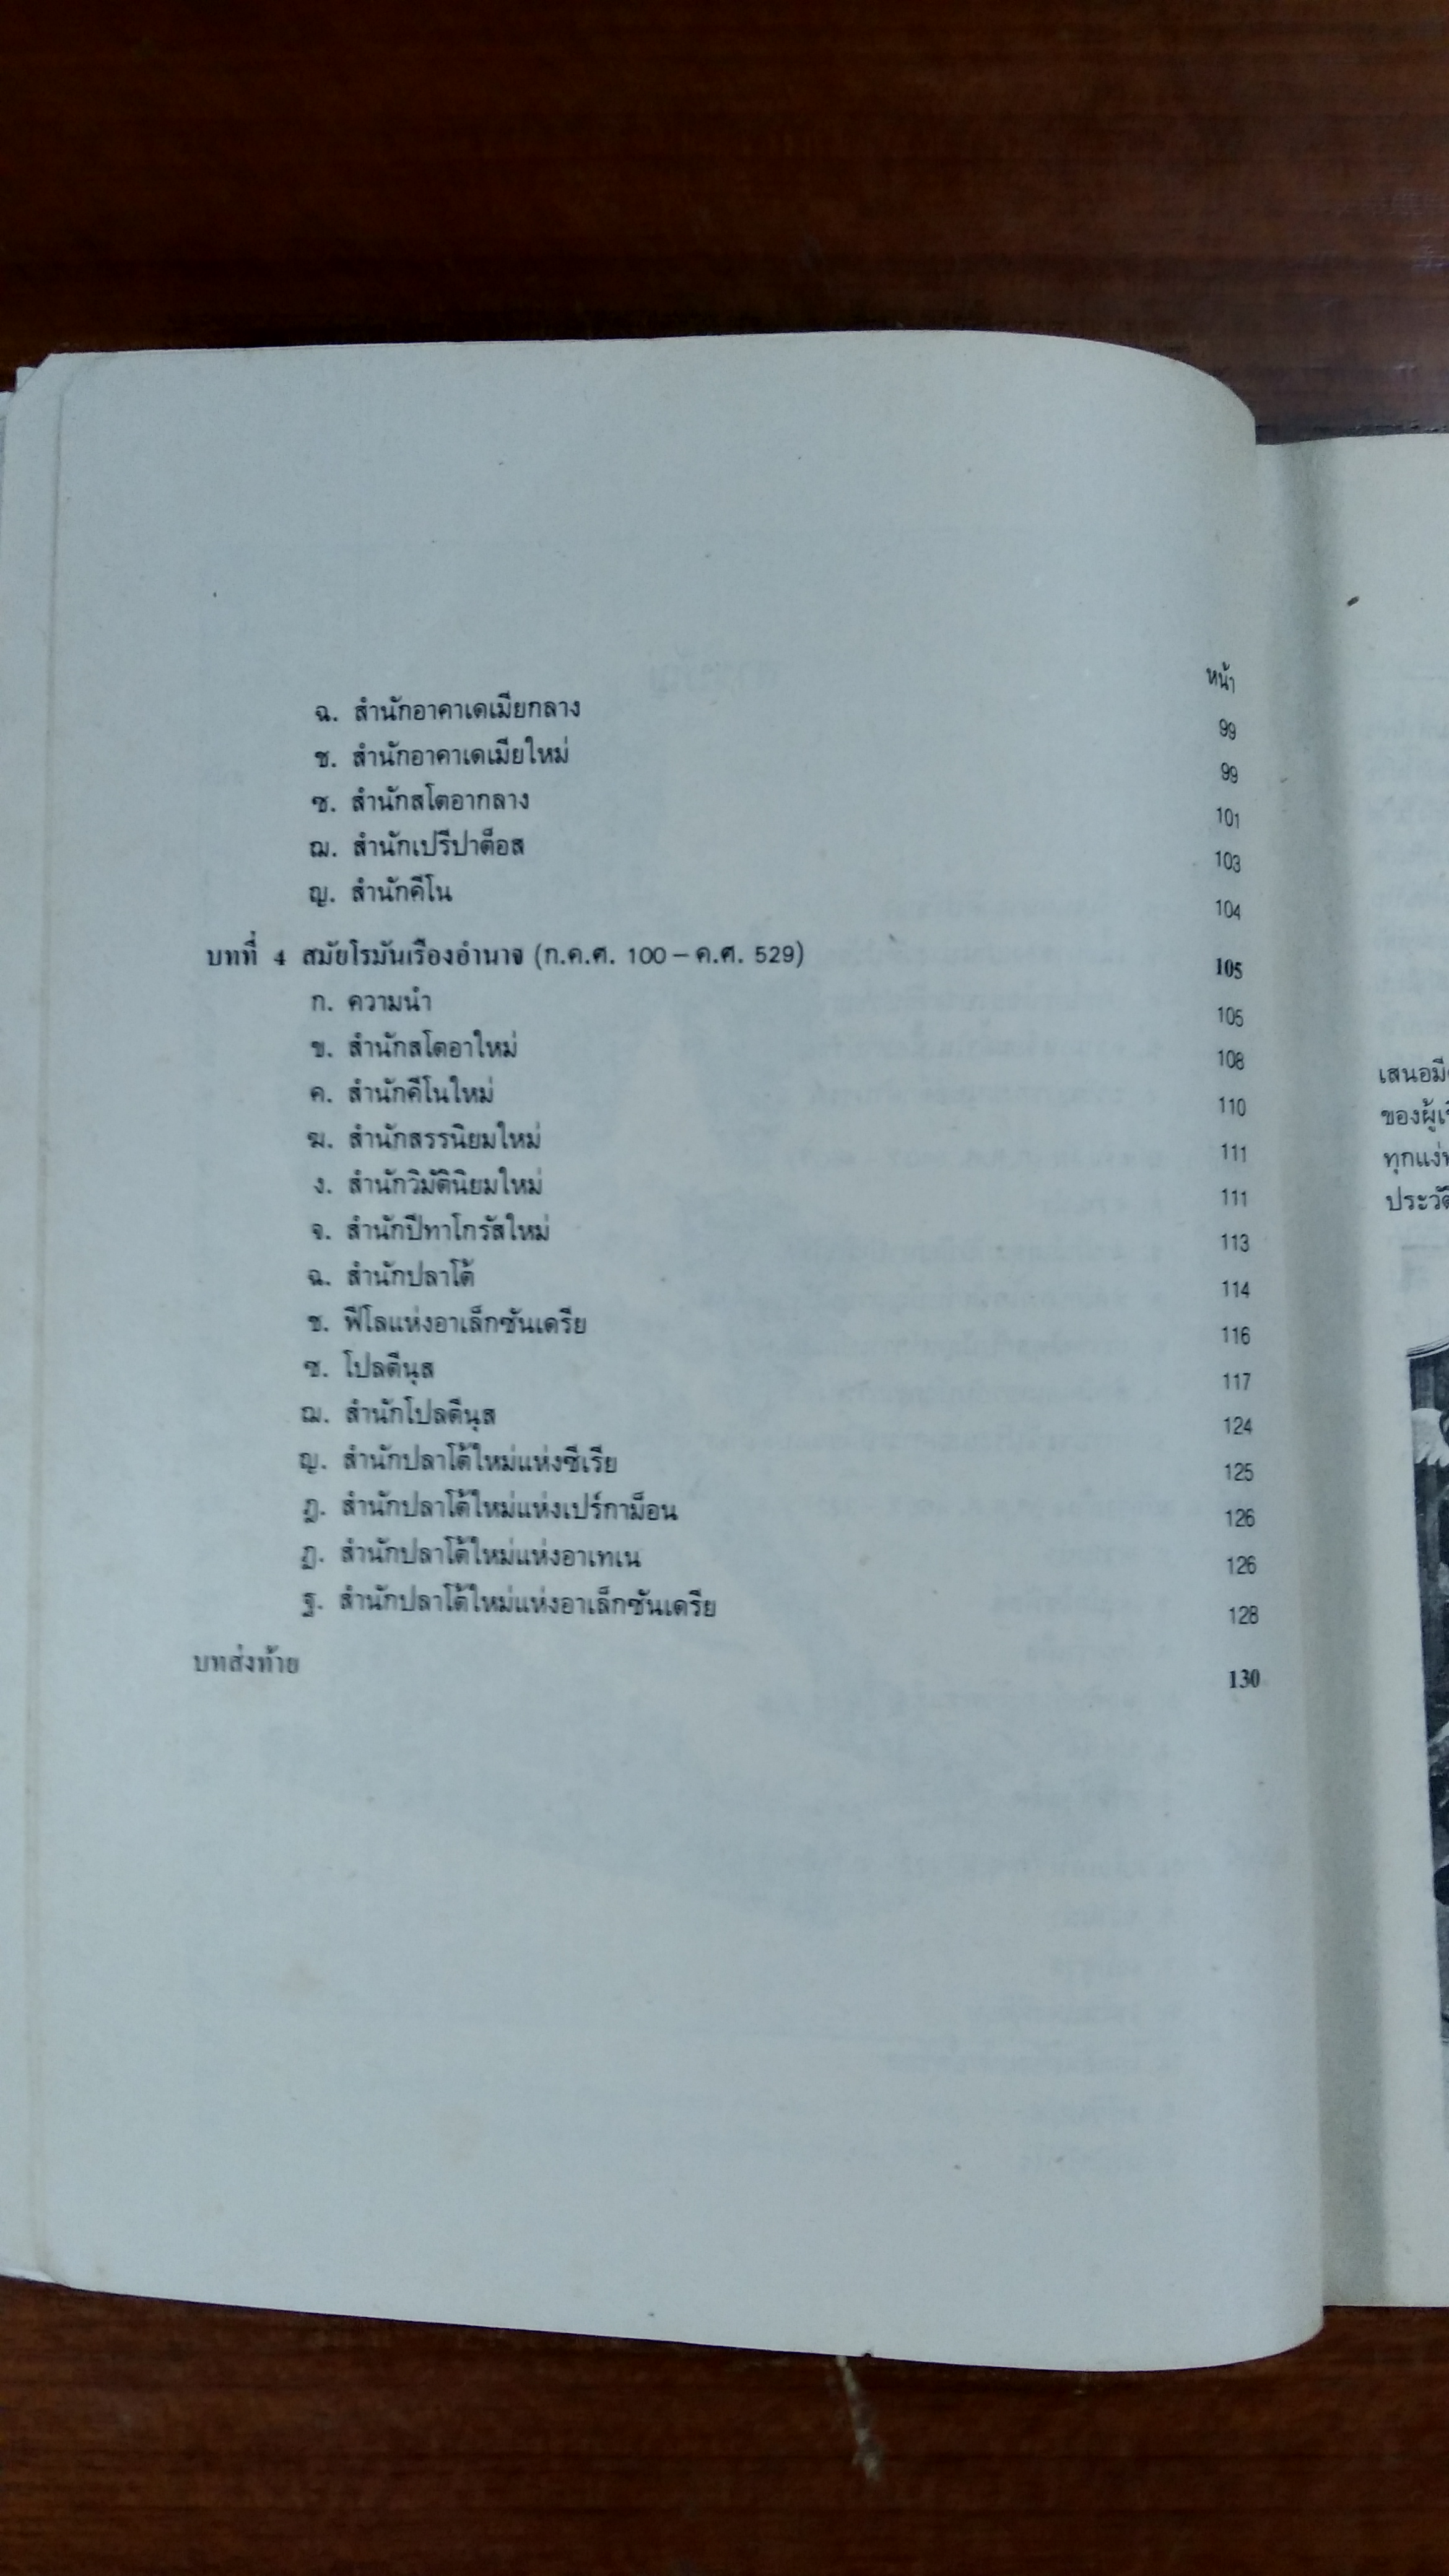 หน้า
ฉ. สำนักอาคาเดเมียกลาง 99
ช. สำนักอาคาเดเมียใหม่ 99
ซ. สำนักสโตอากลาง 101
ฌ. สำนักเปรีปาต็อส 103
ญ. สำนักคีโน 104
บทที่ 4 สมัยโรมันเรืองอำนาจ (ก.ค.ศ. 100 – ค.ศ. 529) 105
ก. ความนำ 105
ข. สำนักสโตอาใหม่ 108
ค. สำนักคีโนใหม่ 110
ฆ. สำนักสรรนิยมใหม่ 111
ง. สำนักวิมัตินิยมใหม่ 111
จ. สำนักปีทาโกรัสใหม่ 113
ฉ. สำนักปลาโต้ 114
ช. ฟีโลแห่งอาเล็กซันเดรีย 116
ซ. โปลตีนุส 117
ฌ. สำนักโปลตีนุส 124
ญ. สำนักปลาโต้ใหม่แห่งซีเรีย 125
ฎ. สำนักปลาโต้ใหม่แห่งเปร์กาม็อน 126
ฏ. สำนักปลาโต้ใหม่แห่งอาเทเน 126
ฐ. สำนักปลาโต้ใหม่แห่งอาเล็กซันเดรีย 128
บทส่งท้าย 130
เสนอมี
ของผู้
ทุกแง่
ประวั